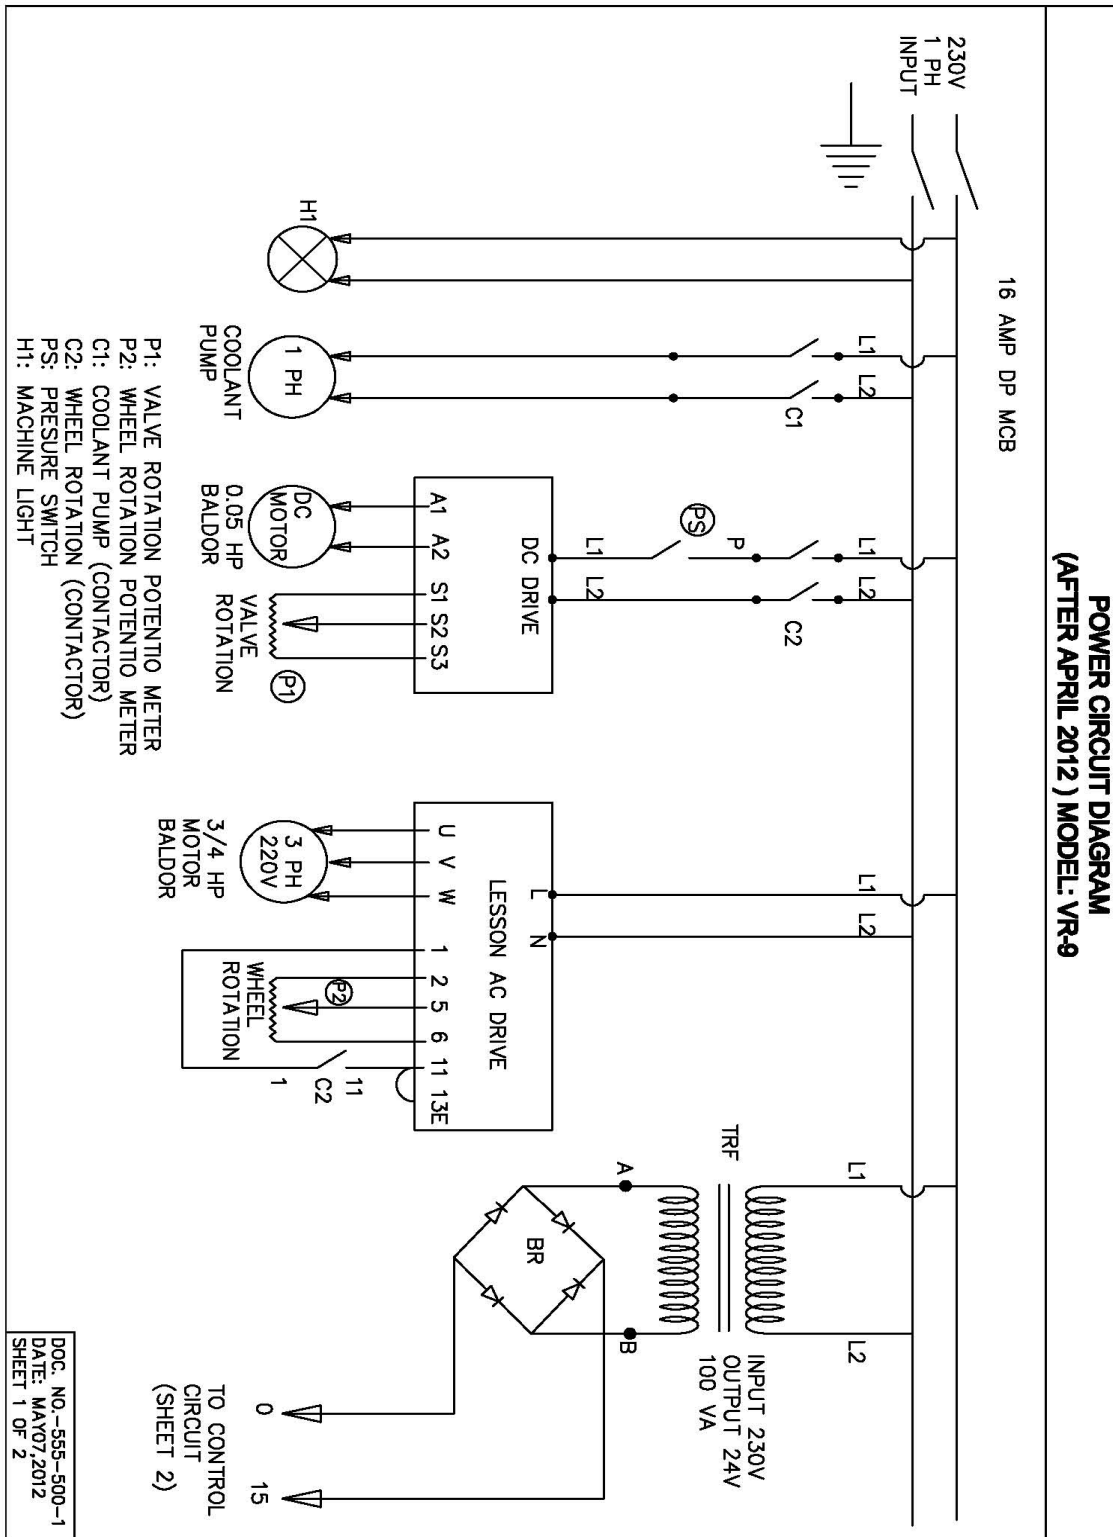 POWER CIRCUIT DIAGRAM
(AFTER APRIL 2012 ) MODEL: VR-9
230V
1 PH
INPUT
16 AMP DP MCB
L1
L2
C1
L1
L2
C2
P
PS
L1
L2
L1
L2
L1
L2
TRF
INPUT 230V
OUTPUT 24V
100 VA
A
B
BR
DC DRIVE
A1
A2
S1
S2
S3
L
N
LESSON AC DRIVE
U
V
W
1
2
5
6
11
13E
H1
1 PH
COOLANT
PUMP
DC
MOTOR
0.05 HP
BALDOR
P1
VALVE
ROTATION
3 PH
220V
3/4 HP
MOTOR
BALDOR
P2
WHEEL
ROTATION
11
C2
1
0
15
TO CONTROL
CIRCUIT
(SHEET 2)
P1: VALVE ROTATION POTENTIO METER
P2: WHEEL ROTATION POTENTIO METER
C1: COOLANT PUMP (CONTACTOR)
C2: WHEEL ROTATION (CONTACTOR)
PS: PRESURE SWITCH
H1: MACHINE LIGHT
DOC. NO.-555-500-1
DATE: MAY07,2012
SHEET 1 OF 2